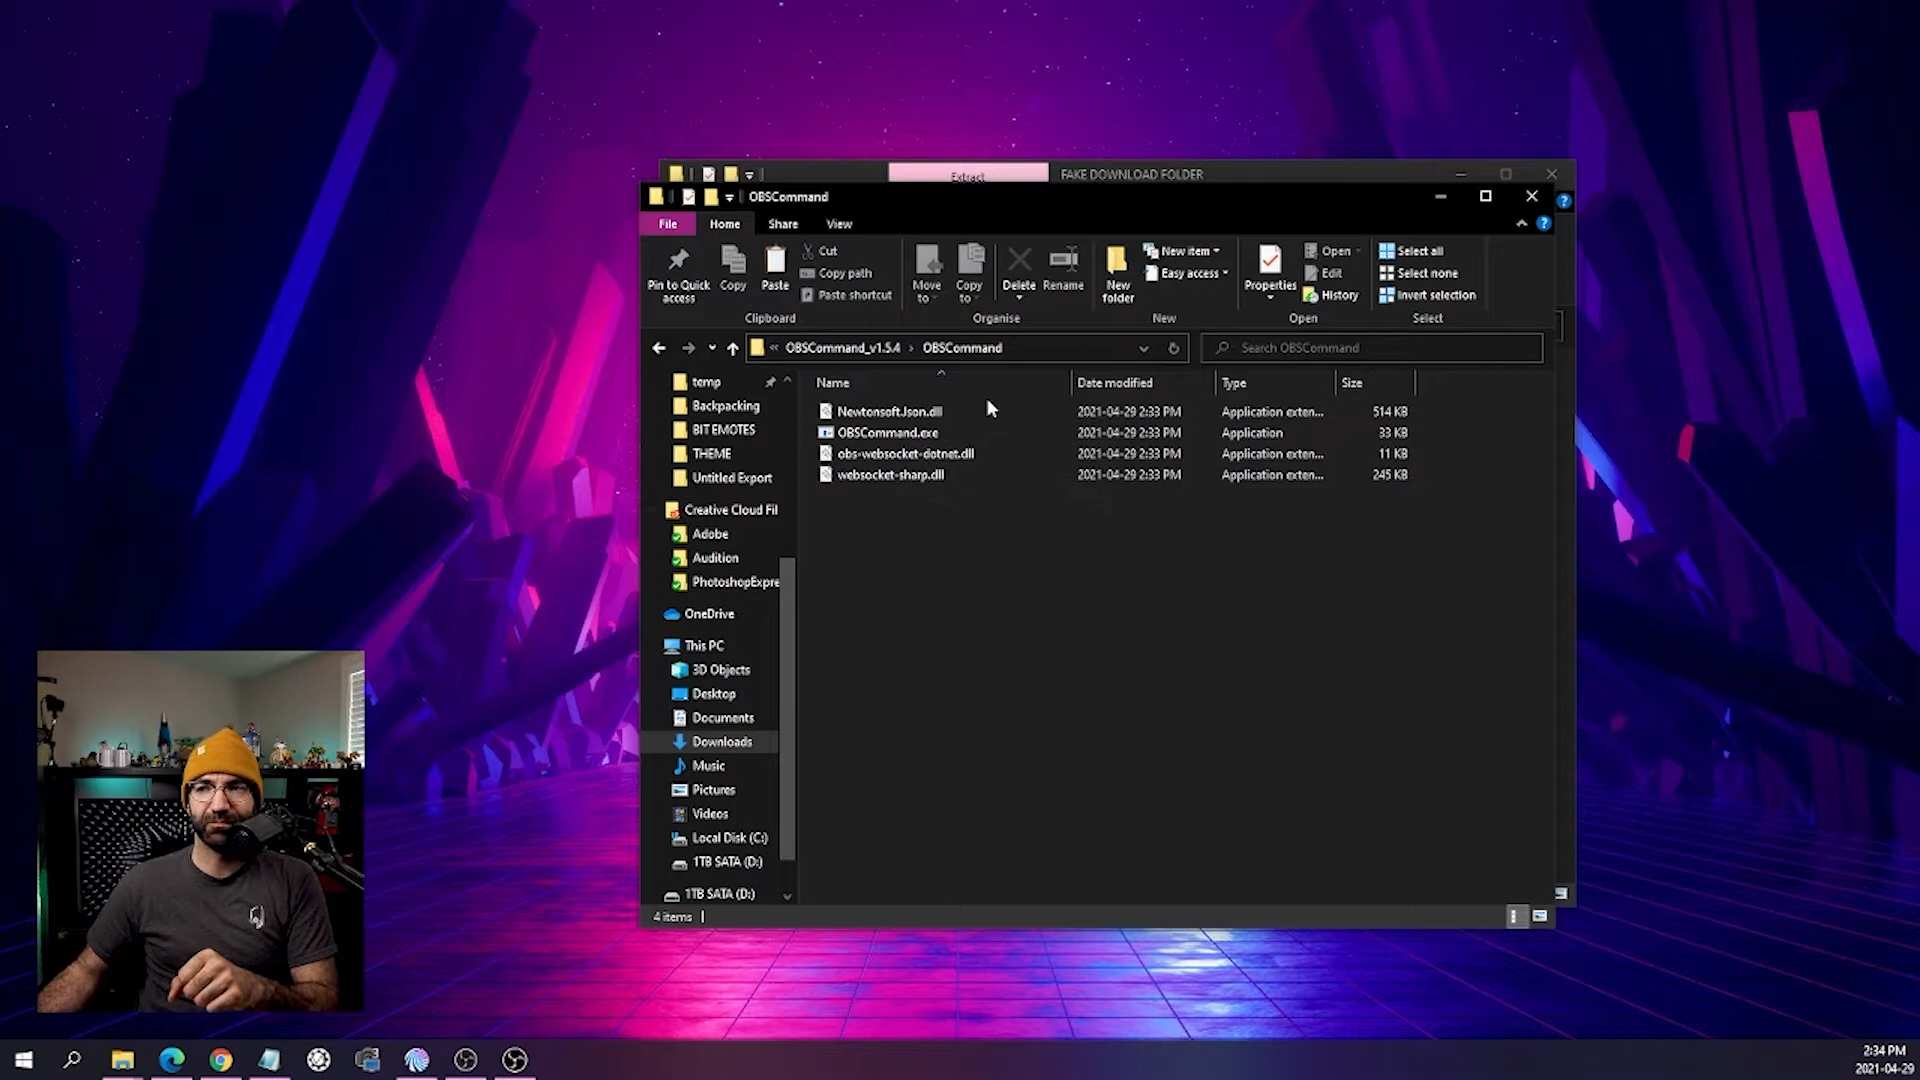 Extract
FAKE DOWNLOAD FOLDER
OBSCommand
File Home Share View
Pin to Quick access
Copy
Paste
Cut
Copy path
Paste shortcut
Clipboard
Move to
Copy to
Delete
Rename
Organise
New folder
New item
Easy access
New
Properties
Open
Edit
History
Open
Select all
Select none
Invert selection
Select
« OBSCommand_v1.5.4 › OBSCommand
Search OBSCommand
Name Date modified Type Size
Newtonsoft.Json.dll 2021-04-29 2:33 PM Application exten... 514 KB
OBSCommand.exe 2021-04-29 2:33 PM Application 33 KB
obs-websocket-dotnet.dll 2021-04-29 2:33 PM Application exten... 11 KB
websocket-sharp.dll 2021-04-29 2:33 PM Application exten... 245 KB
temp
Backpacking
BIT EMOTES
THEME
Untitled Export
Creative Cloud Fil
Adobe
Audition
PhotoshopExpre
OneDrive
This PC
3D Objects
Desktop
Documents
Downloads
Music
Pictures
Videos
Local Disk (C:)
1TB SATA (D:)
1TB SATA (D:)
4 items
2:34 PM
2021-04-29